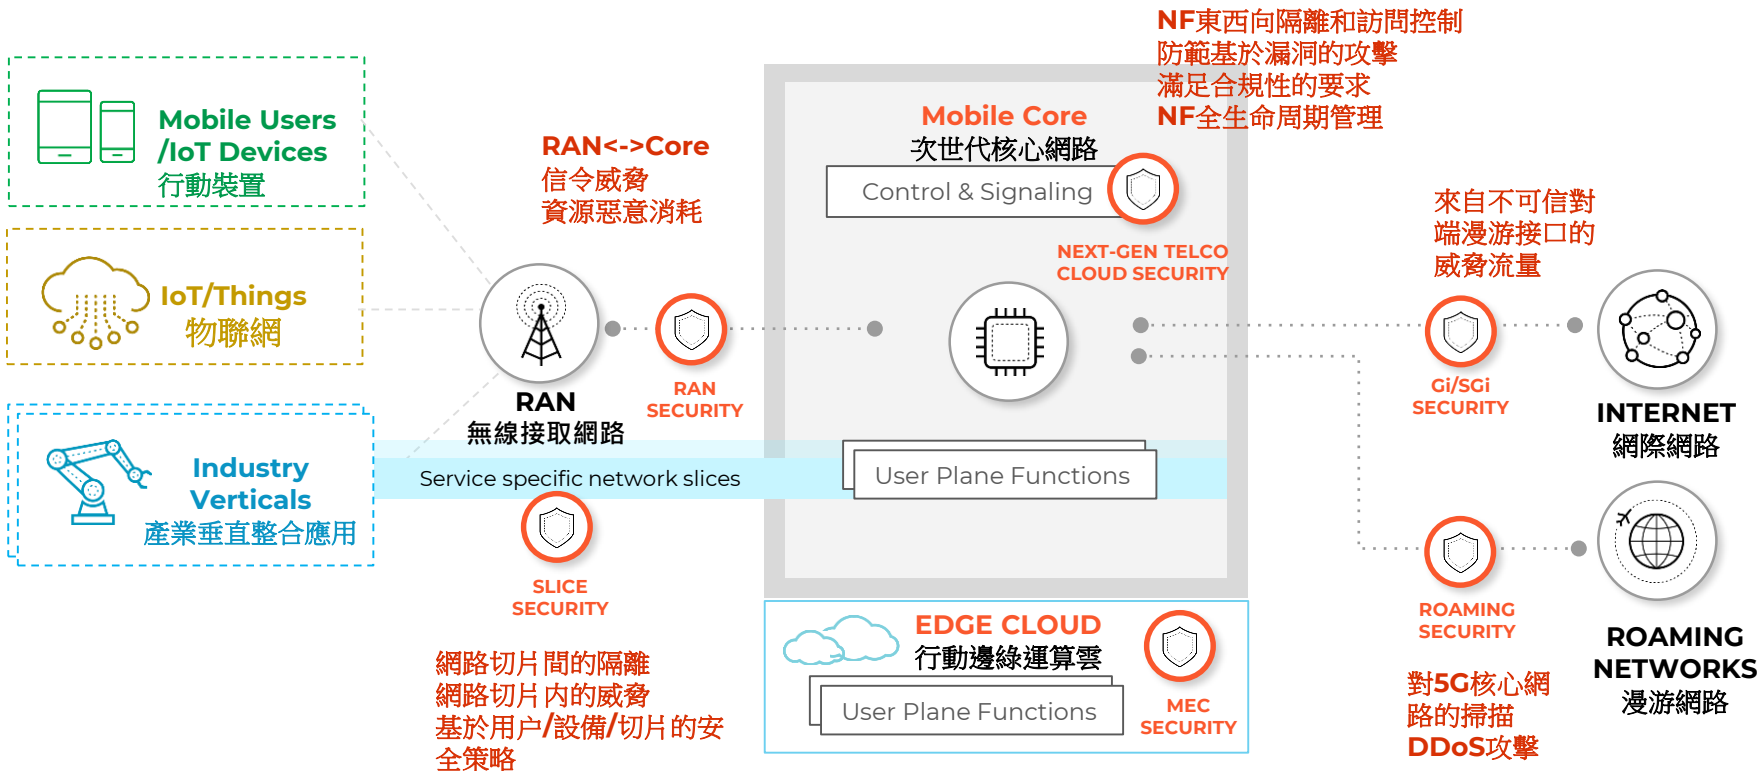 NF東西向隔離和訪問控制
防範基於漏洞的攻擊
滿足合規性的要求
NF全生命周期管理
Mobile Users
/IoT Devices
行動裝置
IoT/Things
物聯網
Industry
Verticals
產業垂直整合應用
RAN<->Core
信令威脅
資源惡意消耗
RAN
無線接取網路
RAN
SECURITY
Service specific network slices
SLICE
SECURITY
網路切片間的隔離
網路切片内的威脅
基於用户/設備/切片的安
全策略
Mobile Core
次世代核心網路
Control & Signaling
NEXT-GEN TELCO
CLOUD SECURITY
User Plane Functions
EDGE CLOUD
行動邊緣運算雲
User Plane Functions
MEC
SECURITY
來自不可信對
端漫游接口的
威脅流量
Gi/SGi
SECURITY
INTERNET
網際網路
ROAMING
SECURITY
ROAMING
NETWORKS
漫游網路
對5G核心網
路的掃描
DDoS攻擊